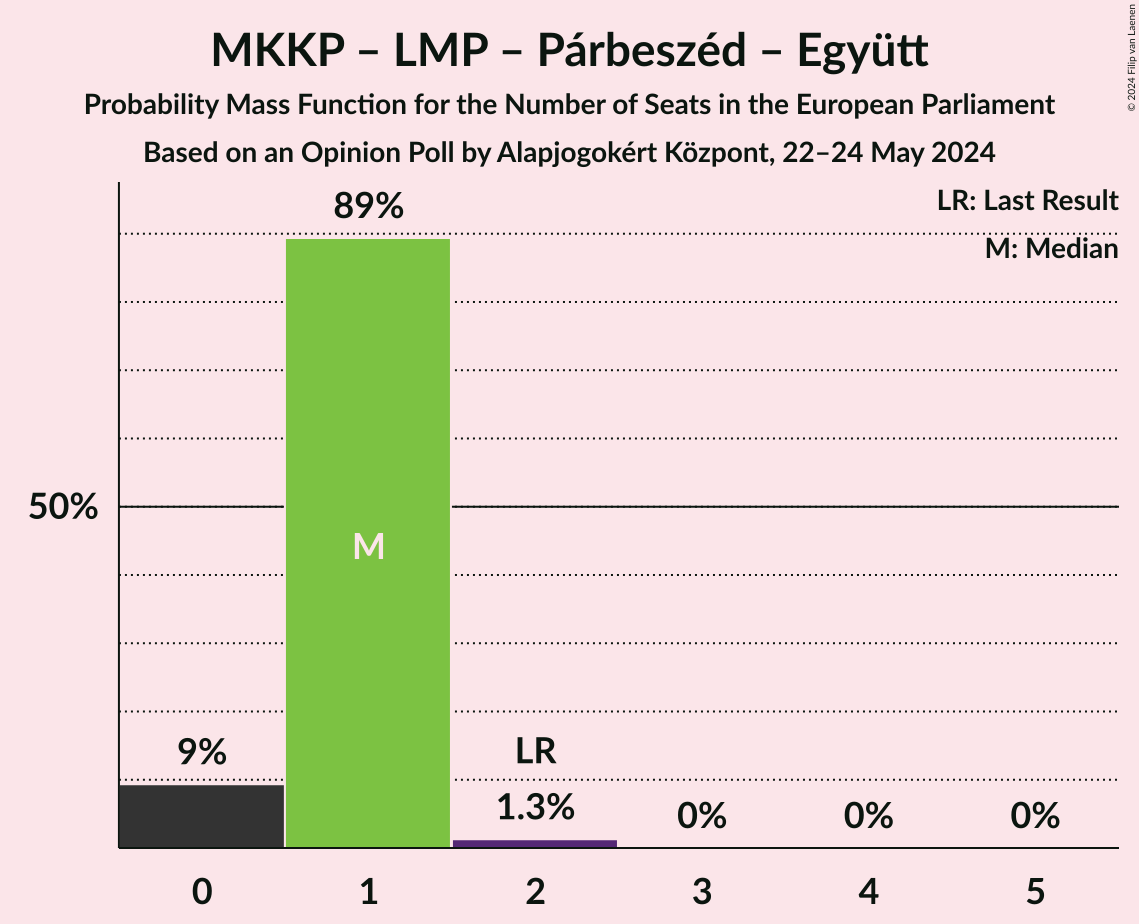 MKKP – LMP – Párbeszéd – Együtt
Probability Mass Function for the Number of Seats in the European Parliament
Based on an Opinion Poll by Alapjogokért Központ, 22–24 May 2024
© 2024 Filip van Laenen
LR: Last Result
M: Median
89%
50%
M
9%
LR
1.3%
0%
0%
0%
0
1
2
3
4
5